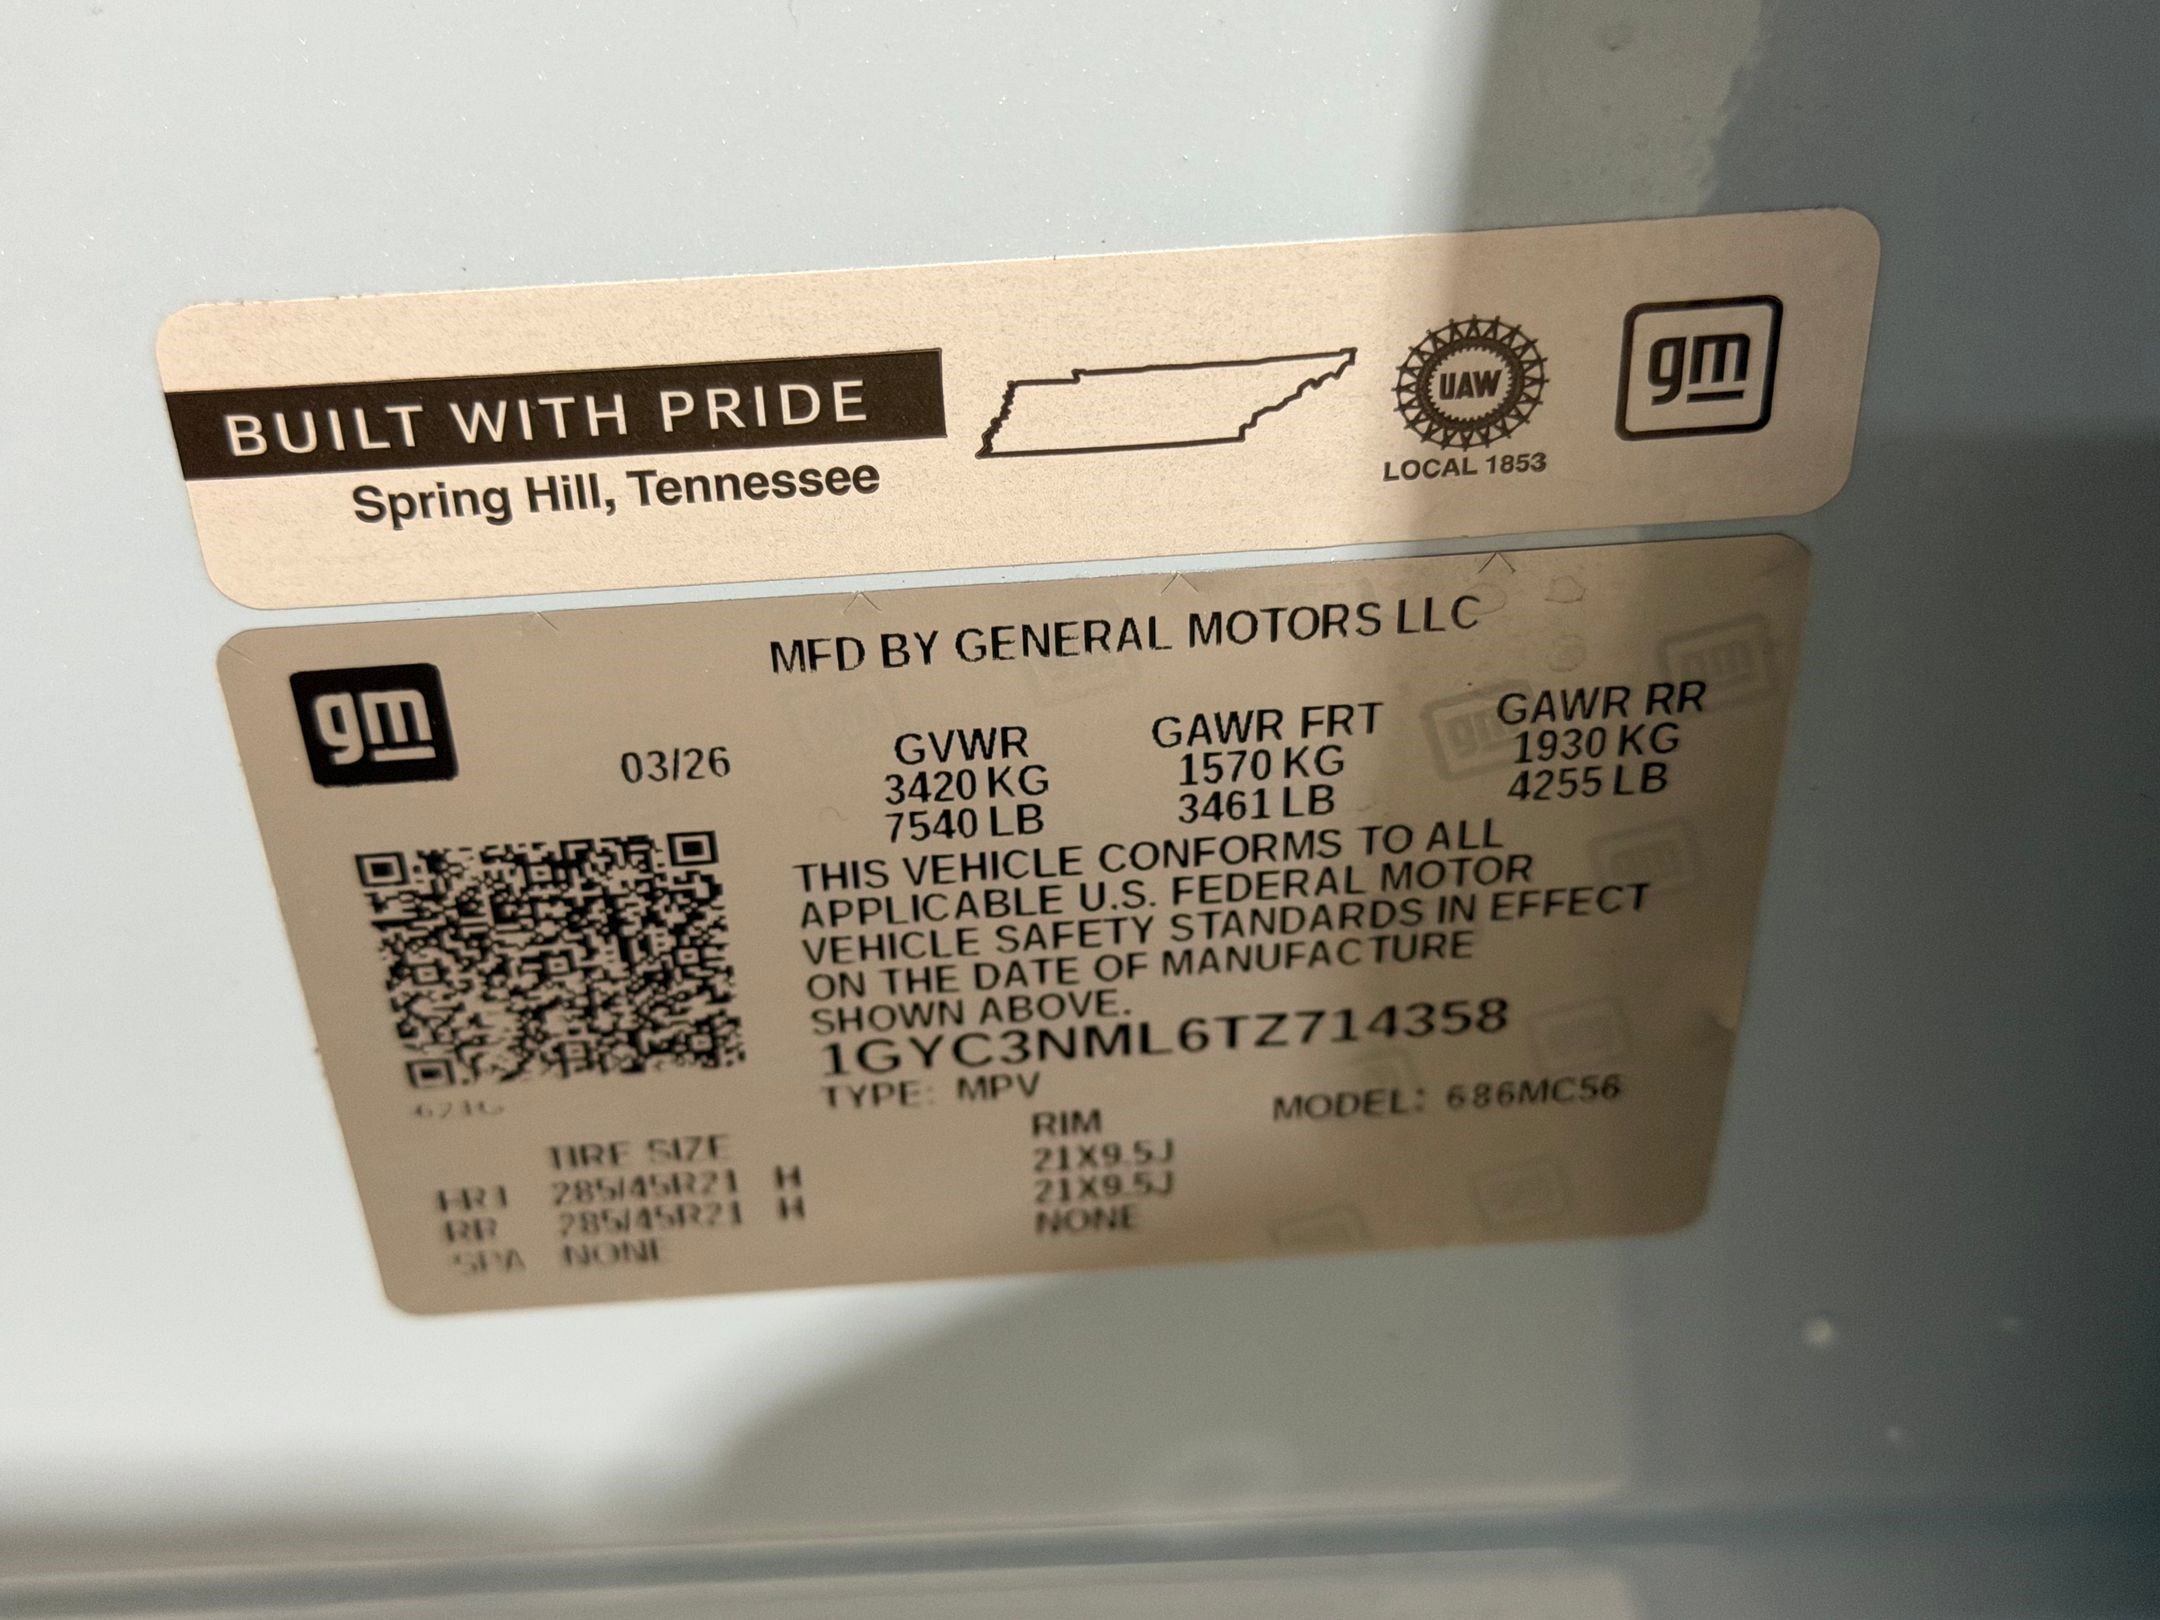 BUILT WITH PRIDE
Spring Hill, Tennessee
UAW
LOCAL 1853
gm
MFD BY GENERAL MOTORS LLC
gm
03/26
GVWR GAWR FRT GAWR RR
3420 KG 1570 KG 1930 KG
7540 LB 3461 LB 4255 LB
THIS VEHICLE CONFORMS TO ALL
APPLICABLE U.S. FEDERAL MOTOR
VEHICLE SAFETY STANDARDS IN EFFECT
ON THE DATE OF MANUFACTURE
SHOWN ABOVE.
1GYC3NML6TZ714358
TYPE: MPV MODEL: 686MC56
TIRE SIZE RIM
FRT 285/45R21 H 21X9.5J
RR 285/45R21 H 21X9.5J
SPA NONE NONE